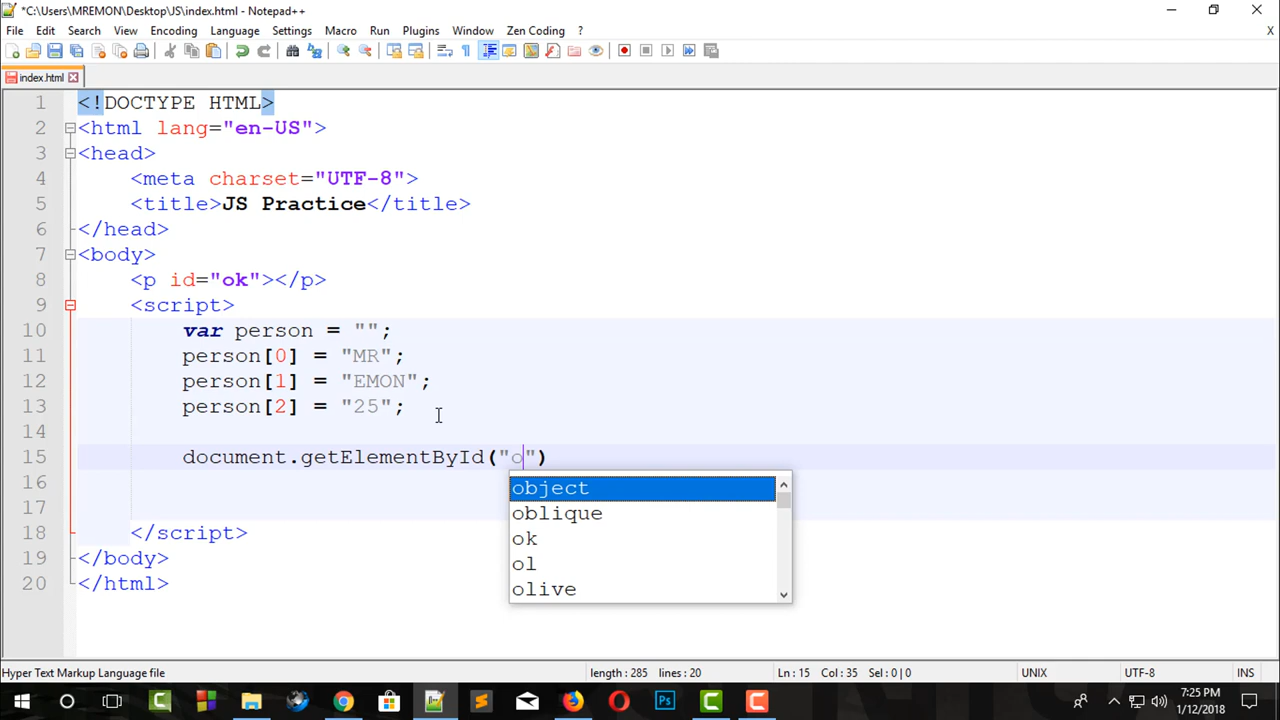 *C:\Users\MREMON\Desktop\JS\index.html - Notepad++
File Edit Search View Encoding Language Settings Macro Run Plugins Window Zen Coding ? X
index.html
1 <!DOCTYPE HTML>
2 <html lang="en-US">
3 <head>
4 <meta charset="UTF-8">
5 <title>JS Practice</title>
6 </head>
7 <body>
8 <p id="ok"></p>
9 <script>
10 var person = "";
11 person[0] = "MR";
12 person[1] = "EMON";
13 person[2] = "25";
14
15 document.getElementById("o")
16
17
18 </script>
19 </body>
20 </html>
object
oblique
ok
ol
olive
Hyper Text Markup Language file length : 285 lines : 20 Ln : 15 Col : 35 Sel : 0 | 0 UNIX UTF-8 INS
7:25 PM
1/12/2018